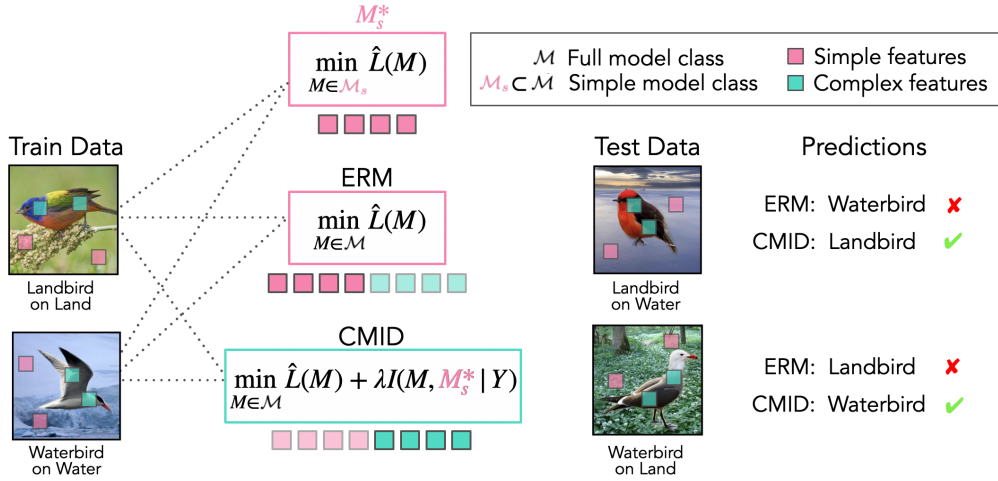 M*ₛ
min L̂(M)
M∈ℳₛ
ℳ Full model class
ℳₛ ⊂ ℳ Simple model class
Simple features
Complex features
Train Data
Landbird
on Land
Waterbird
on Water
ERM
min L̂(M)
M∈ℳ
CMID
min L̂(M) + λI(M, M*ₛ | Y)
M∈ℳ
Test Data
Landbird
on Water
Waterbird
on Land
Predictions
ERM: Waterbird ✘
CMID: Landbird ✔
ERM: Landbird ✘
CMID: Waterbird ✔